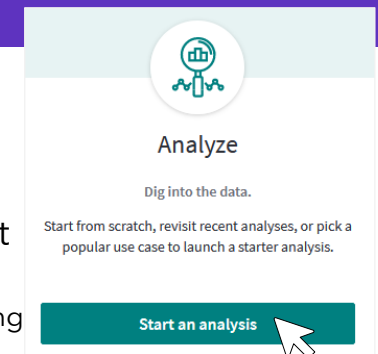 Analyze
Dig into the data.
t
Start from scratch, revisit recent analyses, or pick a
popular use case to launch a starter analysis.
ng
Start an analysis